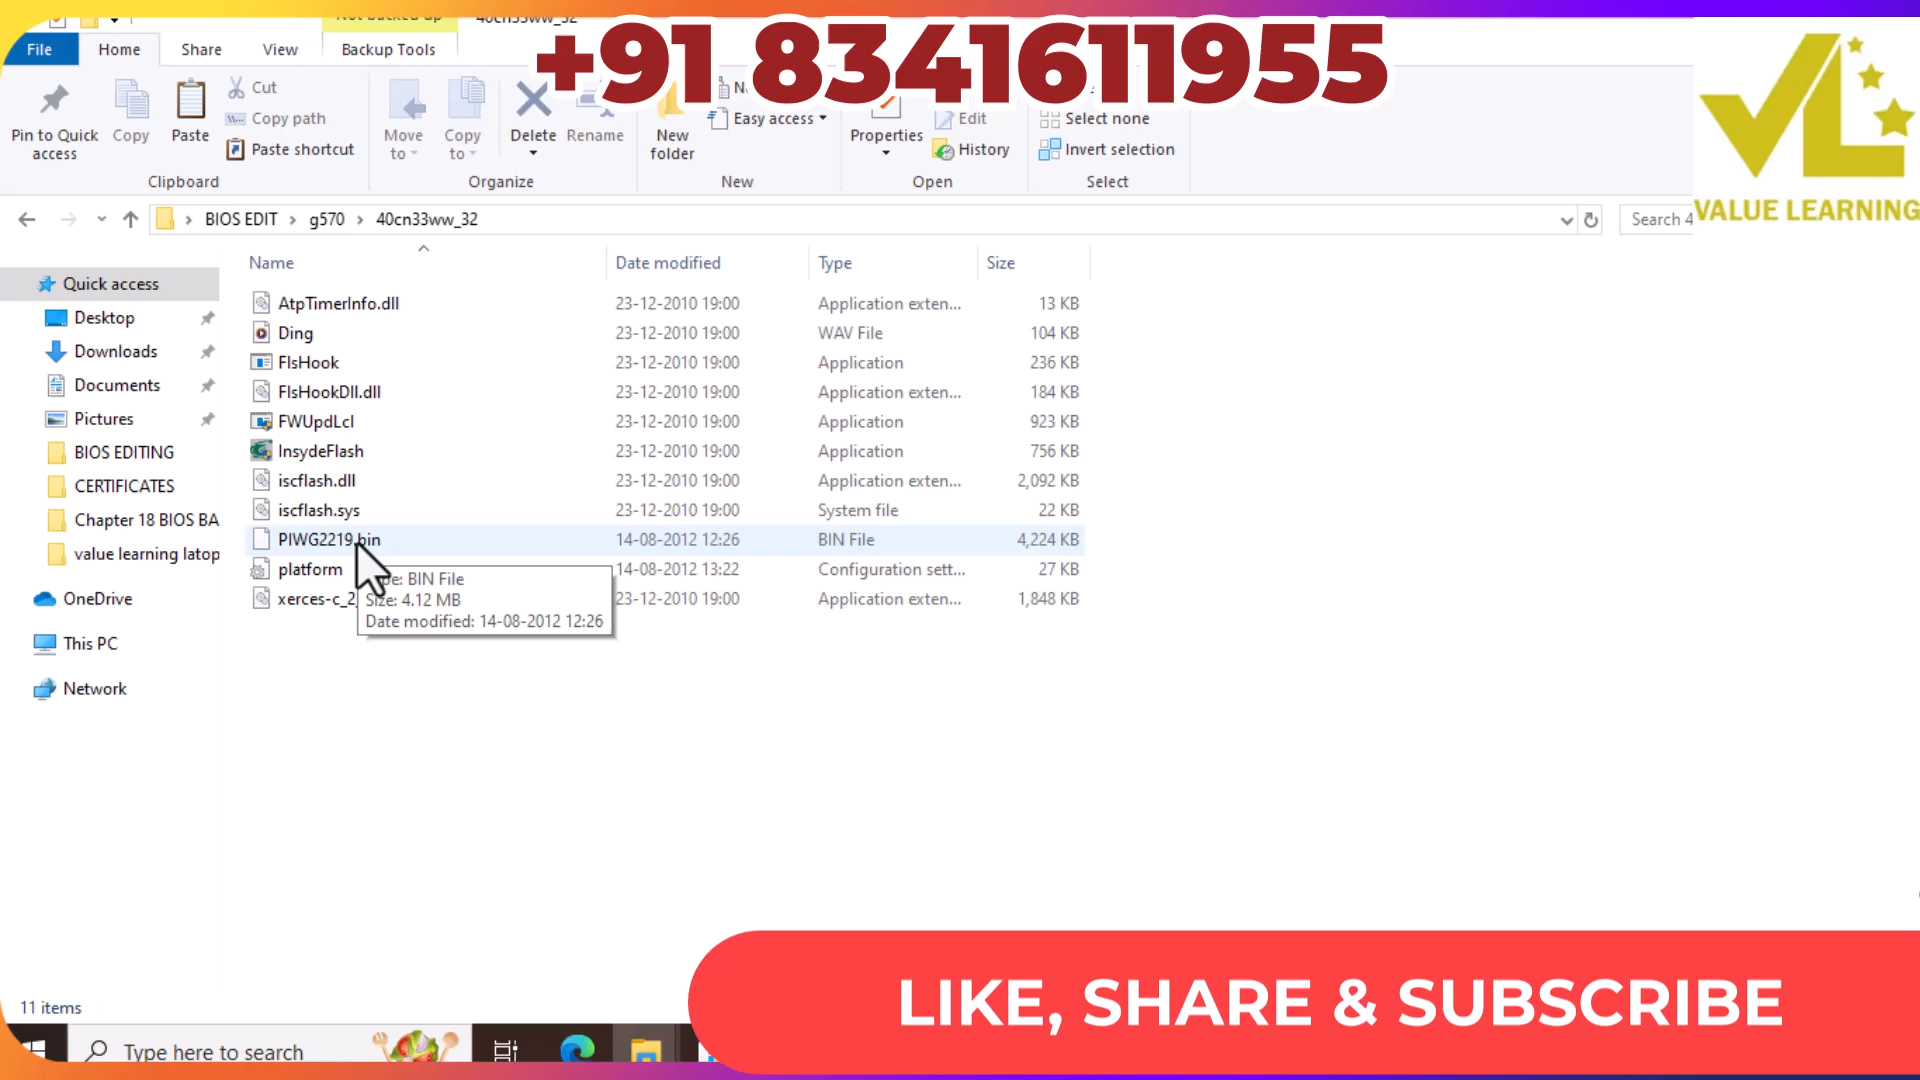 40cn33ww_32
+91 8341611955
File
Home
Share
View
Backup Tools
Pin to Quick access
Copy
Paste
Cut
Copy path
Paste shortcut
Move to
Copy to
Delete
Rename
New folder
Easy access
Properties
Edit
History
Select none
Invert selection
Clipboard
Organize
New
Open
Select
VALUE LEARNING
BIOS EDIT > g570 > 40cn33ww_32
Search 4
Name Date modified Type Size
Quick access
Desktop
Downloads
Documents
Pictures
BIOS EDITING
CERTIFICATES
Chapter 18 BIOS BA
value learning latop
OneDrive
This PC
Network
AtpTimerInfo.dll 23-12-2010 19:00 Application exten... 13 KB
Ding 23-12-2010 19:00 WAV File 104 KB
FlsHook 23-12-2010 19:00 Application 236 KB
FlsHookDll.dll 23-12-2010 19:00 Application exten... 184 KB
FWUpdLcl 23-12-2010 19:00 Application 923 KB
InsydeFlash 23-12-2010 19:00 Application 756 KB
iscflash.dll 23-12-2010 19:00 Application exten... 2,092 KB
iscflash.sys 23-12-2010 19:00 System file 22 KB
PIWG2219.bin 14-08-2012 12:26 BIN File 4,224 KB
platform 14-08-2012 13:22 Configuration sett... 27 KB
xerces-c_2 23-12-2010 19:00 Application exten... 1,848 KB
BIN File
Size: 4.12 MB
Date modified: 14-08-2012 12:26
11 items
LIKE, SHARE & SUBSCRIBE
Type here to search